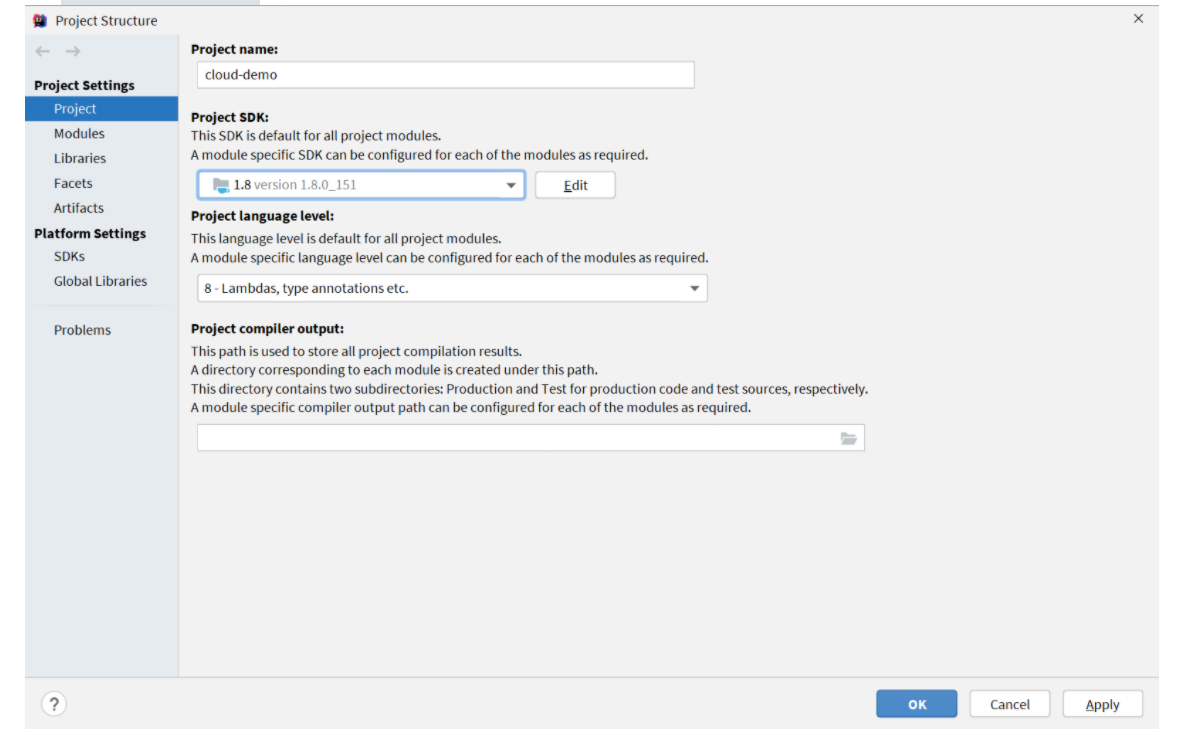 Project Structure
Project Settings
Project
Modules
Libraries
Facets
Artifacts
Platform Settings
SDKs
Global Libraries
Problems
Project name:
cloud-demo
Project SDK:
This SDK is default for all project modules.
A module specific SDK can be configured for each of the modules as required.
1.8 version 1.8.0_151
Edit
Project language level:
This language level is default for all project modules.
A module specific language level can be configured for each of the modules as required.
8 - Lambdas, type annotations etc.
Project compiler output:
This path is used to store all project compilation results.
A directory corresponding to each module is created under this path.
This directory contains two subdirectories: Production and Test for production code and test sources, respectively.
A module specific compiler output path can be configured for each of the modules as required.
?
OK
Cancel
Apply